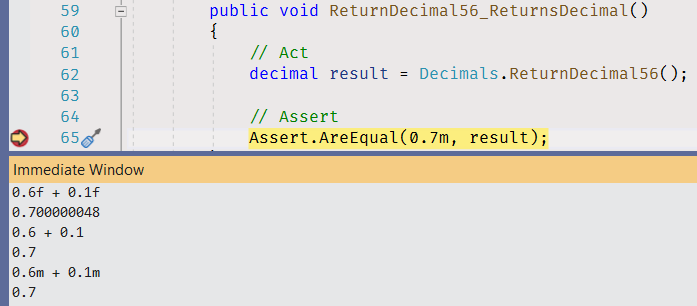 59 public void ReturnDecimal56_ReturnsDecimal()
60 {
61 // Act
62 decimal result = Decimals.ReturnDecimal56();
63
64 // Assert
65 Assert.AreEqual(0.7m, result);
Immediate Window
0.6f + 0.1f
0.700000048
0.6 + 0.1
0.7
0.6m + 0.1m
0.7